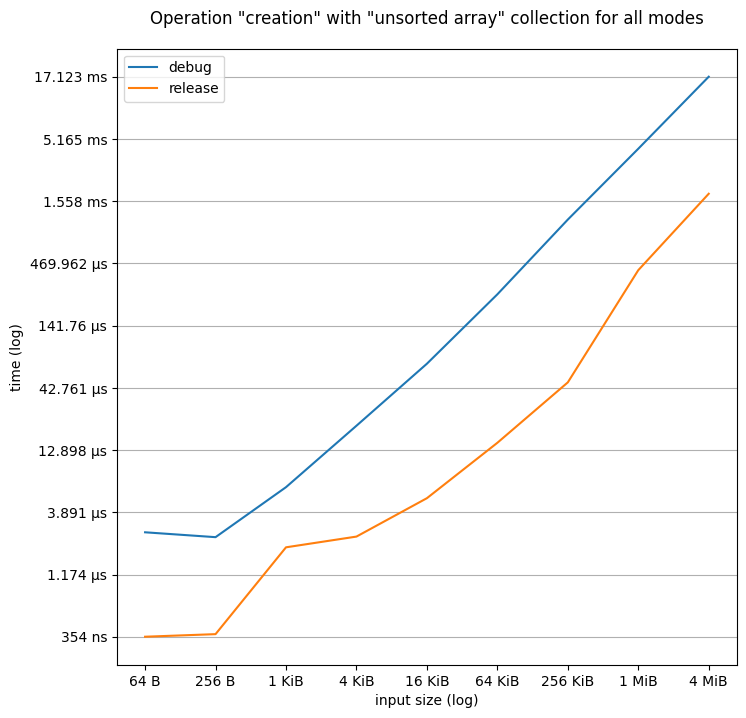 Operation "creation" with "unsorted array" collection for all modes
debug
release
17.123 ms
5.165 ms
1.558 ms
469.962 µs
141.76 µs
42.761 µs
12.898 µs
3.891 µs
1.174 µs
354 ns
time (log)
64 B 256 B 1 KiB 4 KiB 16 KiB 64 KiB 256 KiB 1 MiB 4 MiB
input size (log)